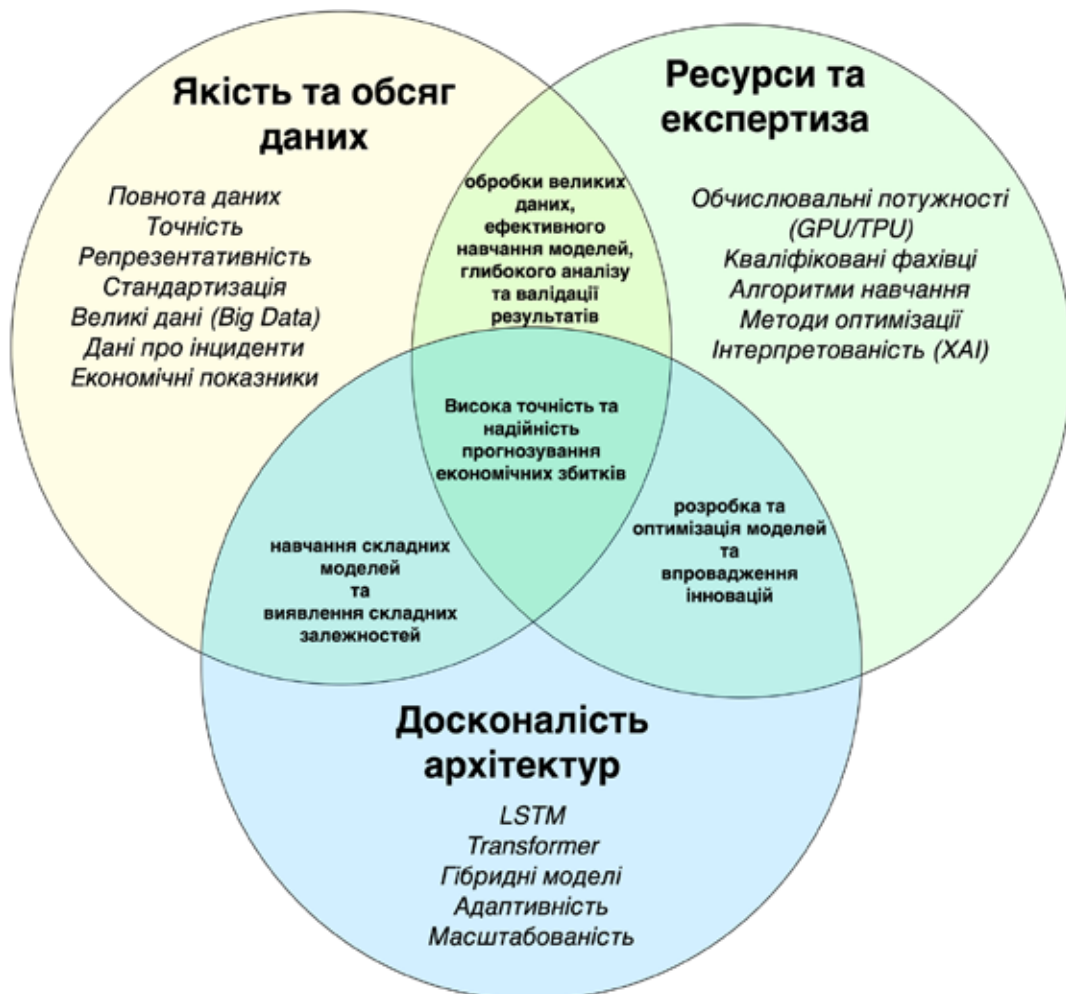 Якість та обсяг
даних
Повнота даних
Точність
Репрезентативність
Стандартизація
Великі дані (Big Data)
Дані про інциденти
Економічні показники
Ресурси та
експертиза
Обчислювальні потужності
(GPU/TPU)
Кваліфіковані фахівці
Алгоритми навчання
Методи оптимізації
Інтерпретованість (XAI)
обробки великих
даних,
ефективного
навчання моделей,
глибокого аналізу
та валідації
результатів
Висока точність та
надійність
прогнозування
економічних збитків
навчання складних
моделей
та
виявлення складних
залежностей
розробка та
оптимізація моделей
та
впровадження
інновацій
Досконалість
архітектур
LSTM
Transformer
Гібридні моделі
Адаптивність
Масштабованість